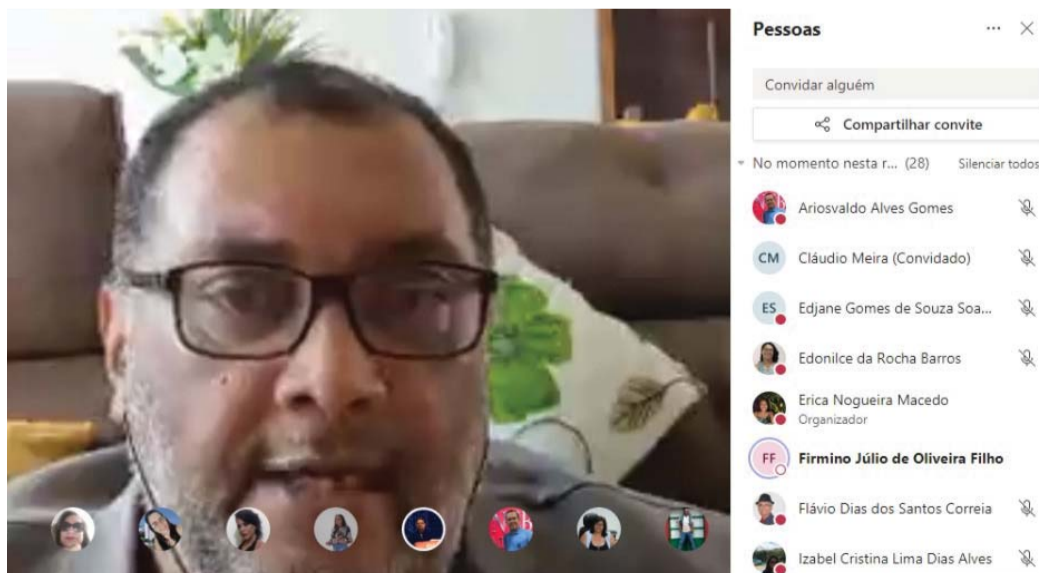 Pessoas
Convidar alguém
Compartilhar convite
No momento nesta r... (28) Silenciar todos
Ariosvaldo Alves Gomes
CM Cláudio Meira (Convidado)
ES Edjane Gomes de Souza Soa...
Edonilce da Rocha Barros
Erica Nogueira Macedo
Organizador
FF Firmino Júlio de Oliveira Filho
Flávio Dias dos Santos Correia
Izabel Cristina Lima Dias Alves